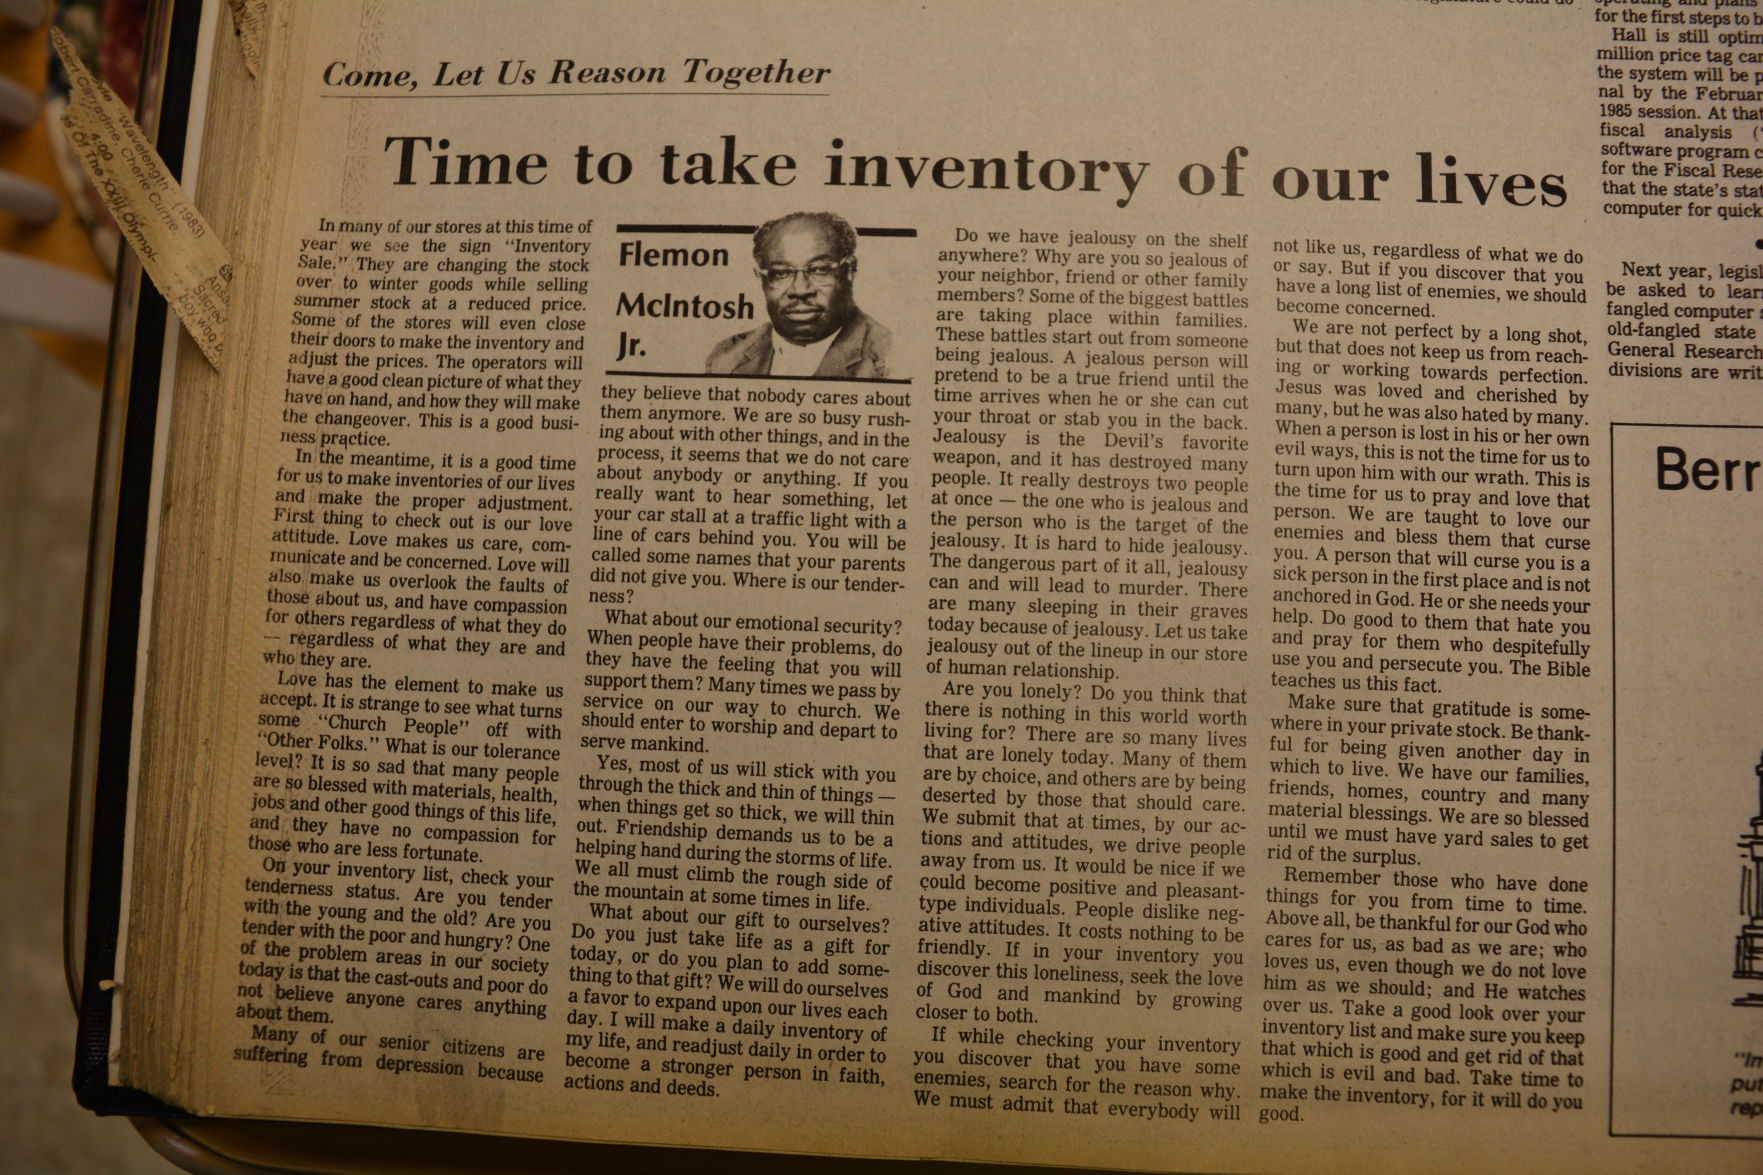 Come, Let Us Reason Together
Time to take inventory of our lives
In many of our stores at this time of
year we see the sign “Inventory
Sale.” They are changing the stock
over to winter goods while selling
summer stock at a reduced price.
Some of the stores will even close
their doors to make the inventory and
adjust the prices. The operators will
have a good clean picture of what they
have on hand, and how they will make
the changeover. This is a good busi-
ness practice.
In the meantime, it is a good time
for us to make inventories of our lives
and make the proper adjustment.
First thing to check out is our love
attitude. Love makes us care, com-
municate and be concerned. Love will
also make us overlook the faults of
those about us, and have compassion
for others regardless of what they do
— regardless of what they are and
who they are.
Love has the element to make us
accept. It is strange to see what turns
some “Church People” off with
“Other Folks.” What is our tolerance
level? It is so sad that many people
are so blessed with materials, health,
jobs and other good things of this life,
and they have no compassion for
those who are less fortunate.
On your inventory list, check your
tenderness status. Are you tender
with the young and the old? Are you
tender with the poor and hungry? One
of the problem areas in our society
today is that the cast-outs and poor do
not believe anyone cares anything
about them.
Many of our senior citizens are
suffering from depression because
Flemon
McIntosh
Jr.
they believe that nobody cares about
them anymore. We are so busy rush-
ing about with other things, and in the
process, it seems that we do not care
about anybody or anything. If you
really want to hear something, let
your car stall at a traffic light with a
line of cars behind you. You will be
called some names that your parents
did not give you. Where is our tender-
ness?
What about our emotional security?
When people have their problems, do
they have the feeling that you will
support them? Many times we pass by
service on our way to church. We
should enter to worship and depart to
serve mankind.
Yes, most of us will stick with you
through the thick and thin of things —
when things get so thick, we will thin
out. Friendship demands us to be a
helping hand during the storms of life.
We all must climb the rough side of
the mountain at some times in life.
What about our gift to ourselves?
Do you just take life as a gift for
today, or do you plan to add some-
thing to that gift? We will do ourselves
a favor to expand upon our lives each
day. I will make a daily inventory of
my life, and readjust daily in order to
become a stronger person in faith,
actions and deeds.
Do we have jealousy on the shelf
anywhere? Why are you so jealous of
your neighbor, friend or other family
members? Some of the biggest battles
are taking place within families.
These battles start out from someone
being jealous. A jealous person will
pretend to be a true friend until the
time arrives when he or she can cut
your throat or stab you in the back.
Jealousy is the Devil's favorite
weapon, and it has destroyed many
people. It really destroys two people
at once — the one who is jealous and
the person who is the target of the
jealousy. It is hard to hide jealousy.
The dangerous part of it all, jealousy
can and will lead to murder. There
are many sleeping in their graves
today because of jealousy. Let us take
jealousy out of the lineup in our store
of human relationship.
Are you lonely? Do you think that
there is nothing in this world worth
living for? There are so many lives
that are lonely today. Many of them
are by choice, and others are by being
deserted by those that should care.
We submit that at times, by our ac-
tions and attitudes, we drive people
away from us. It would be nice if we
could become positive and pleasant-
type individuals. People dislike neg-
ative attitudes. It costs nothing to be
friendly. If in your inventory you
discover this loneliness, seek the love
of God and mankind by growing
closer to both.
If while checking your inventory
you discover that you have some
enemies, search for the reason why.
We must admit that everybody will
not like us, regardless of what we do
or say. But if you discover that you
have a long list of enemies, we should
become concerned.
We are not perfect by a long shot,
but that does not keep us from reach-
ing or working towards perfection.
Jesus was loved and cherished by
many, but he was also hated by many.
When a person is lost in his or her own
evil ways, this is not the time for us to
turn upon him with our wrath. This is
the time for us to pray and love that
person. We are taught to love our
enemies and bless them that curse
you. A person that will curse you is a
sick person in the first place and is not
anchored in God. He or she needs your
help. Do good to them that hate you
and pray for them who despitefully
use you and persecute you. The Bible
teaches us this fact.
Make sure that gratitude is some-
where in your private stock. Be thank-
ful for being given another day in
which to live. We have our families,
friends, homes, country and many
material blessings. We are so blessed
until we must have yard sales to get
rid of the surplus.
Remember those who have done
things for you from time to time.
Above all, be thankful for our God who
cares for us, as bad as we are; who
loves us, even though we do not love
him as we should; and He watches
over us. Take a good look over your
inventory list and make sure you keep
that which is good and get rid of that
which is evil and bad. Take time to
make the inventory, for it will do you
good.
for the first steps to b
Hall is still optim
million price tag can
the system will be p
nal by the Februar
1985 session. At that
fiscal analysis (
software program c
for the Fiscal Rese
that the state's stat
computer for quick
Next year, legisl
be asked to lear
fangled computer s
old-fangled state
General Research
divisions are writ
Berr
"In
put
rep
'Wavelength' (1983)
Robert Carradine, Cherie Currie
4:00
Of The XXIII Olympi-
Sacred